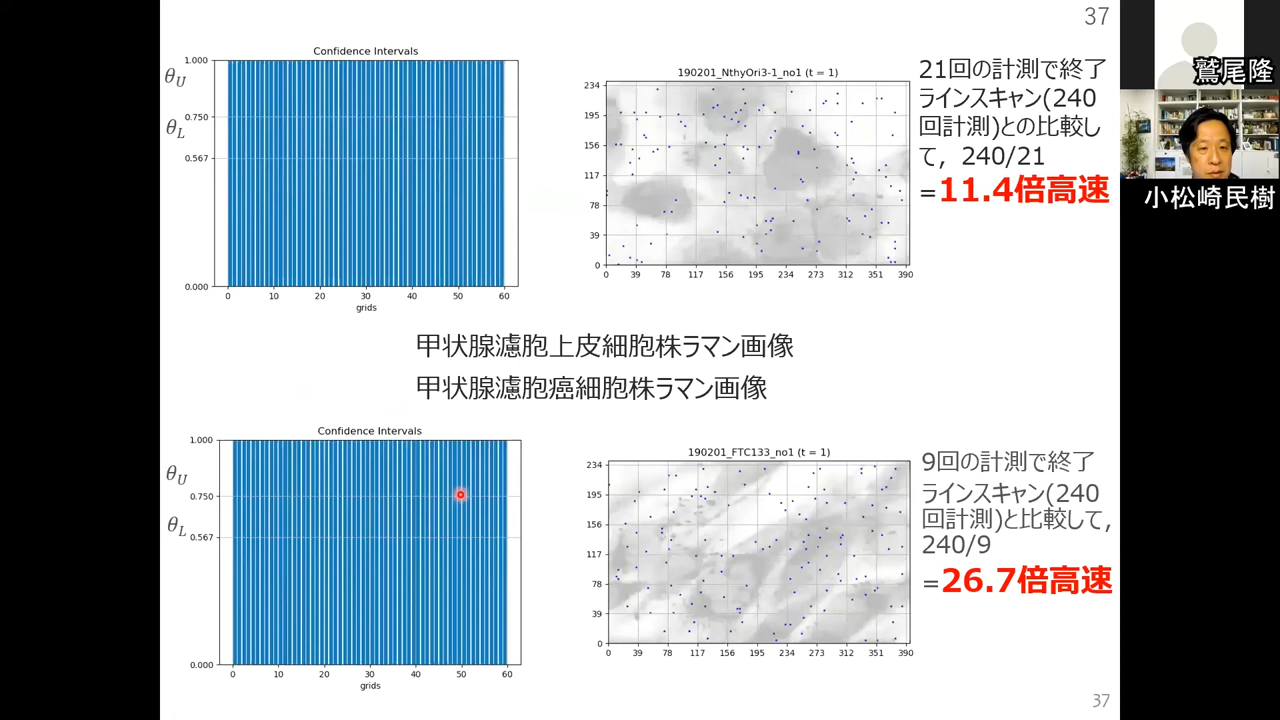 37
Confidence Intervals
θU
θL
1.000
0.750
0.567
0.000
0 10 20 30 40 50 60
grids
190201_NthyOri3-1_no1 (t = 1)
234
195
156
117
78
39
0
0 39 78 117 156 195 234 273 312 351 390
21回の計測で終了
ラインスキャン(240
回計測)との比較し
て, 240/21
=11.4倍高速
鷲尾隆
小松崎民樹
甲状腺濾胞上皮細胞株ラマン画像
甲状腺濾胞癌細胞株ラマン画像
Confidence Intervals
θU
θL
1.000
0.750
0.567
0.000
0 10 20 30 40 50 60
grids
190201_FTC133_no1 (t = 1)
234
195
156
117
78
39
0
0 39 78 117 156 195 234 273 312 351 390
9回の計測で終了
ラインスキャン(240
回計測)と比較して,
240/9
=26.7倍高速
37